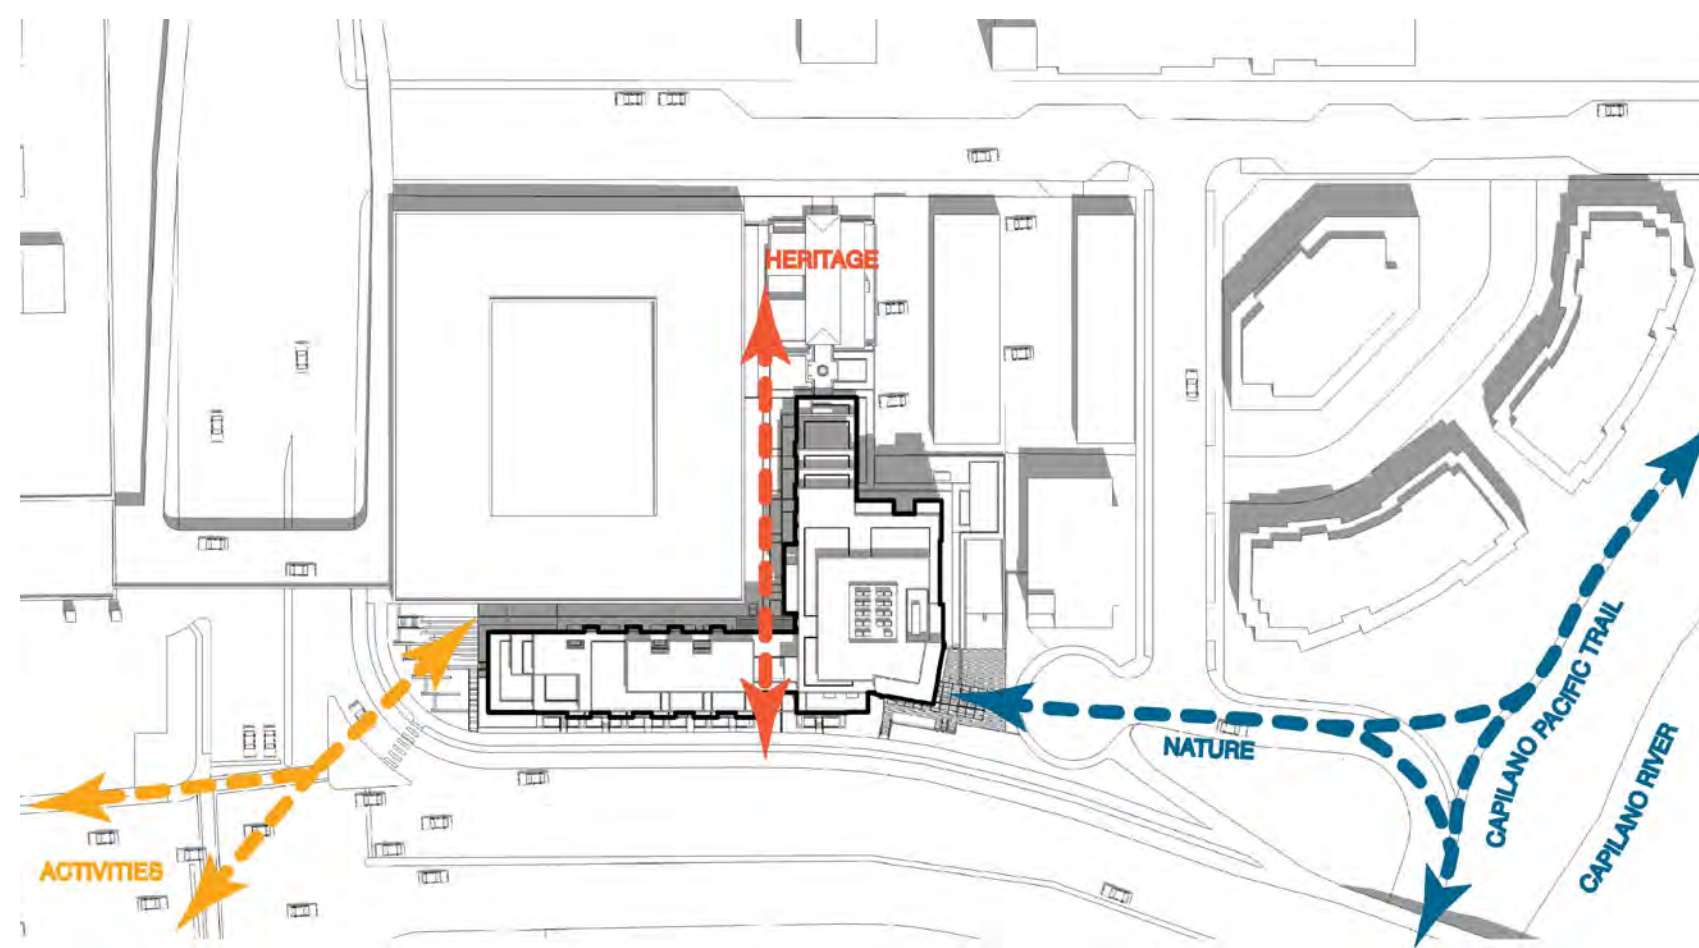 HERITAGE
NATURE
CAPILANO PACIFIC TRAIL
CAPILANO RIVER
ACTIVITIES